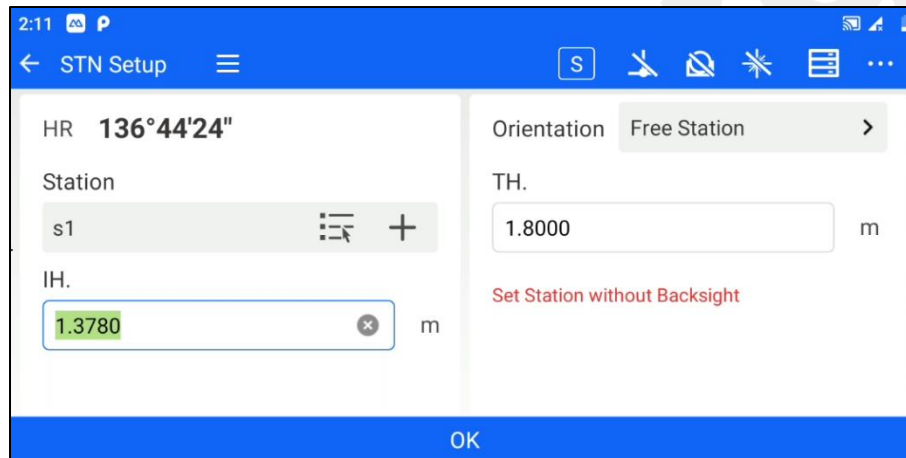 2:11
STN Setup
S
HR 136°44'24"
Station
s1
IH.
1.3780 m
Orientation Free Station
TH.
1.8000 m
Set Station without Backsight
OK